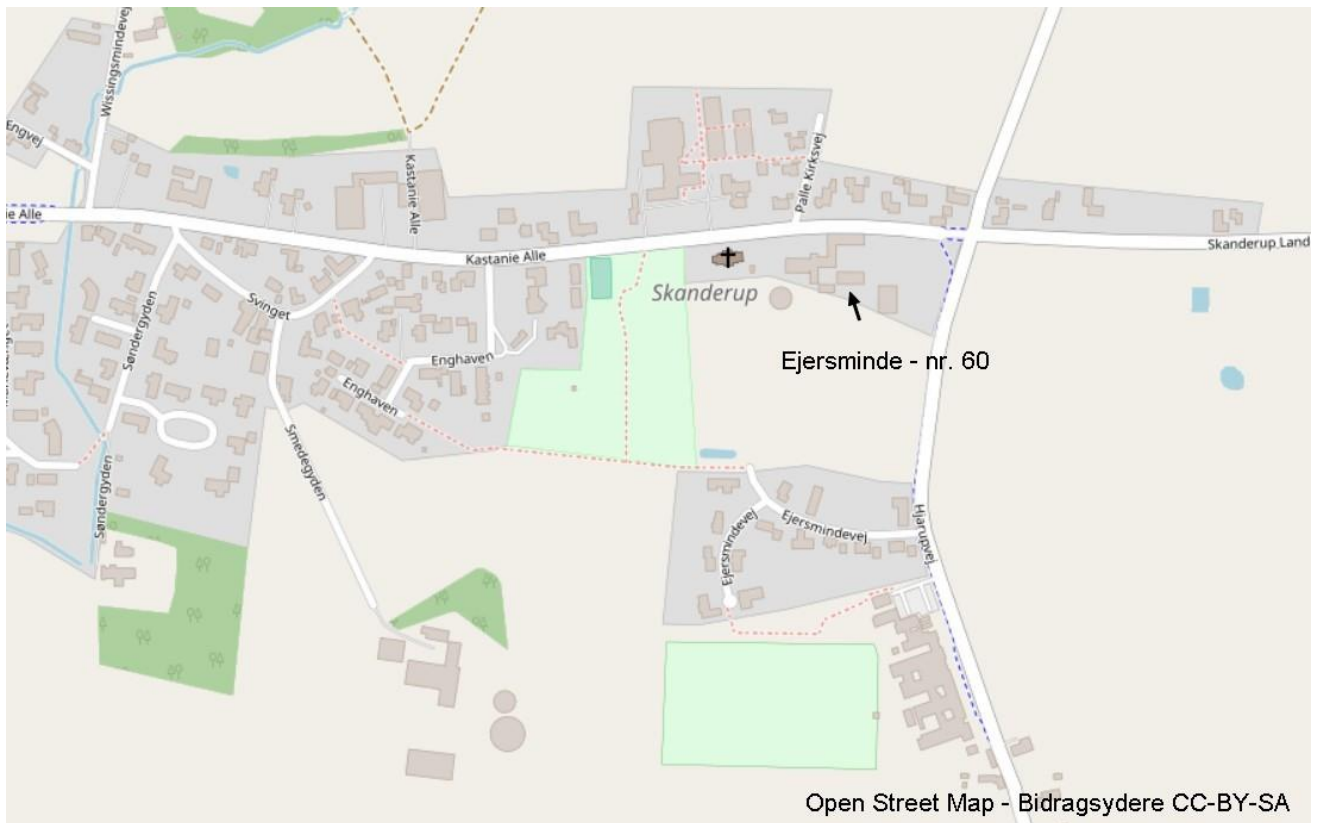 Wissingsmindevej
Engvej
Kastanie Alle
Palle Kirksvej
ie Alle
Kastanie Alle
Skanderup Land
Skanderup
Svinget
Søndergyden
Enghaven
Ejersminde - nr. 60
Enghaven
Smedegyden
Søndergyden
Ejersmindevej
Ejersmindevej
Hjarupvej
Open Street Map - Bidragsydere CC-BY-SA